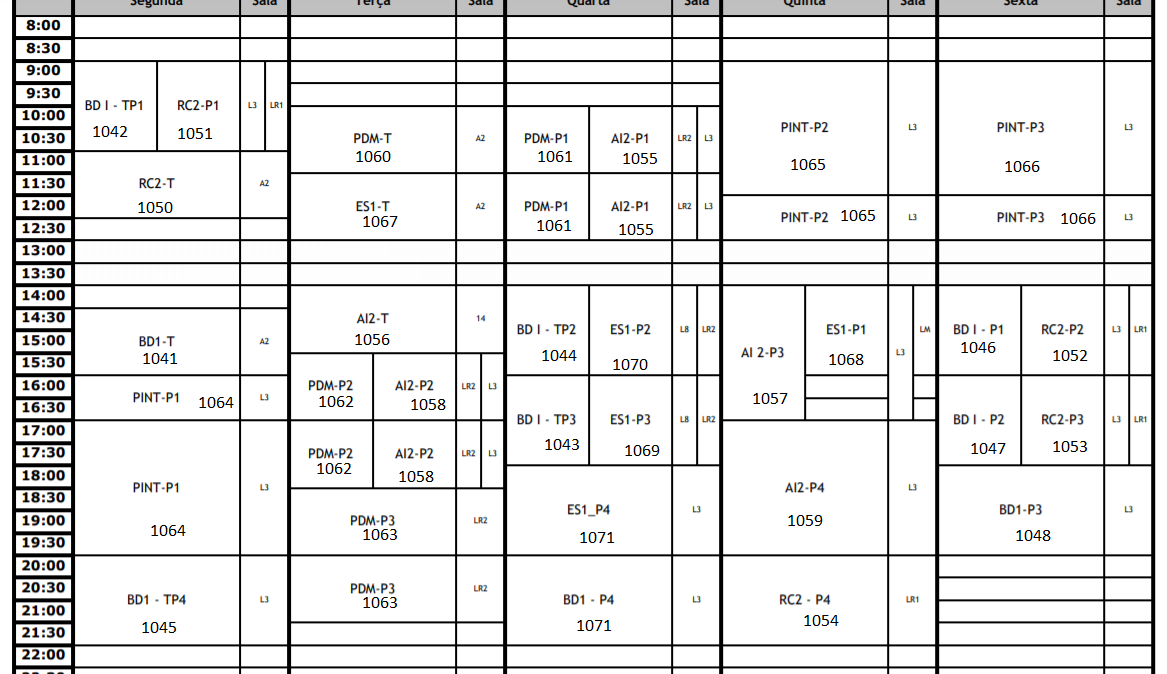 Segunda Sala Terça Sala Quarta Sala Quinta Sala Sexta Sala
8:00
8:30
9:00
9:30
10:00
10:30
11:00
11:30
12:00
12:30
13:00
13:30
14:00
14:30
15:00
15:30
16:00
16:30
17:00
17:30
18:00
18:30
19:00
19:30
20:00
20:30
21:00
21:30
22:00
BD I - TP1
1042
RC2-P1
1051
L3
LR1
RC2-T
1050
A2
BD1-T
1041
A2
PINT-P1 1064
L3
PINT-P1
1064
L3
BD1 - TP4
1045
L3
PDM-T
1060
A2
ES1-T
1067
A2
AI2-T
1056
14
PDM-P2
1062
AI2-P2
1058
LR2
L3
PDM-P2
1062
AI2-P2
1058
LR2
L3
PDM-P3
1063
LR2
PDM-P3
1063
LR2
PDM-P1
1061
AI2-P1
1055
LR2
L3
PDM-P1
1061
AI2-P1
1055
LR2
L3
BD I - TP2
1044
ES1-P2
1070
L8
LR2
BD I - TP3
1043
ES1-P3
1069
L8
LR2
ES1_P4
1071
L3
BD1 - P4
1071
L3
PINT-P2
1065
L3
PINT-P2 1065
L3
AI 2-P3
1057
ES1-P1
1068
L3
LM
AI2-P4
1059
L3
RC2 - P4
1054
LR1
PINT-P3
1066
L3
PINT-P3 1066
L3
BD I - P1
1046
RC2-P2
1052
L3
LR1
BD I - P2
1047
RC2-P3
1053
L3
LR1
BD1-P3
1048
L3